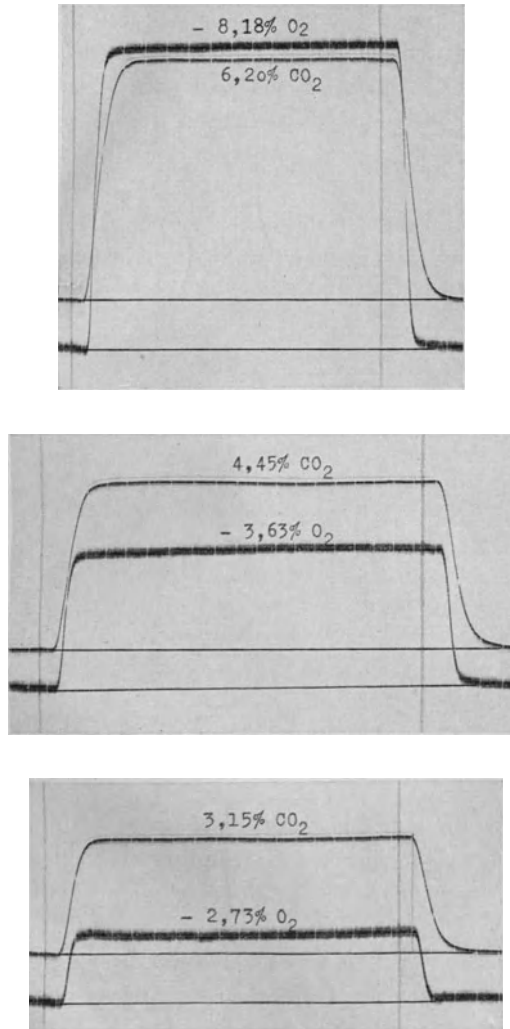 - 8,18% O2
6,20% CO2
4,45% CO2
- 3,63% O2
3,15% CO2
- 2,73% O2